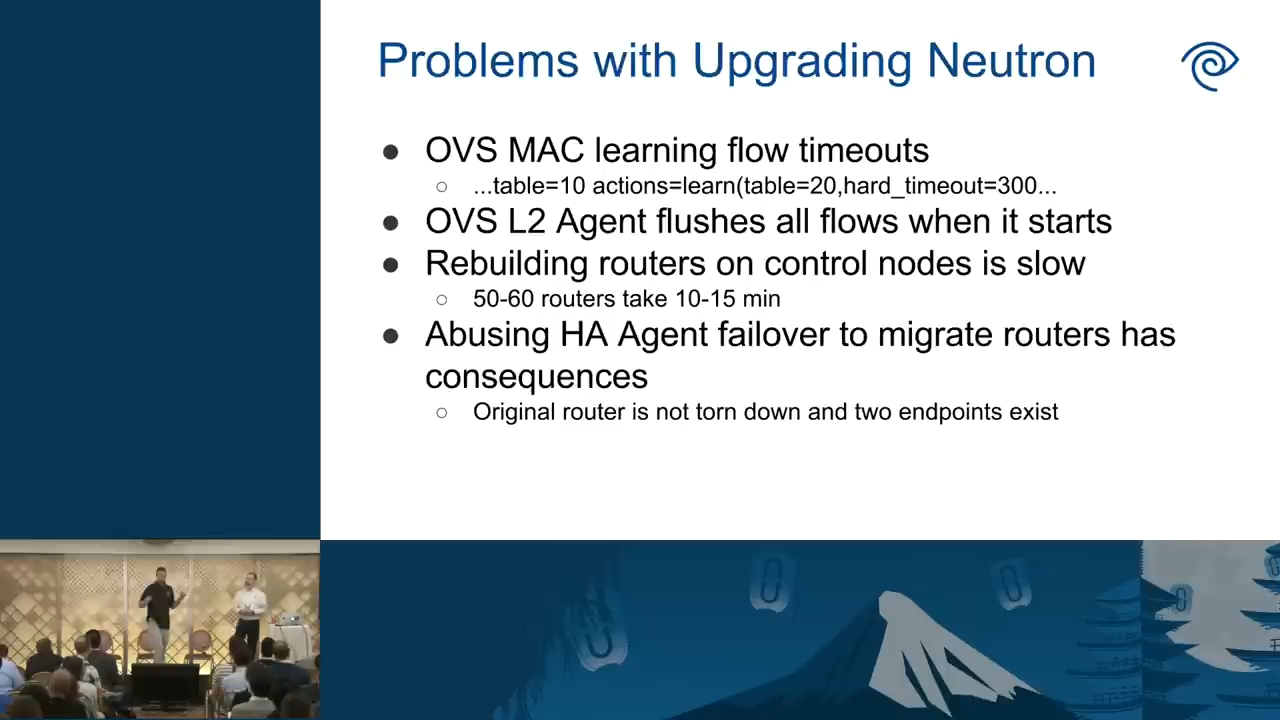 Problems with Upgrading Neutron
● OVS MAC learning flow timeouts
○ ...table=10 actions=learn(table=20,hard_timeout=300...
● OVS L2 Agent flushes all flows when it starts
● Rebuilding routers on control nodes is slow
○ 50-60 routers take 10-15 min
● Abusing HA Agent failover to migrate routers has
consequences
○ Original router is not torn down and two endpoints exist